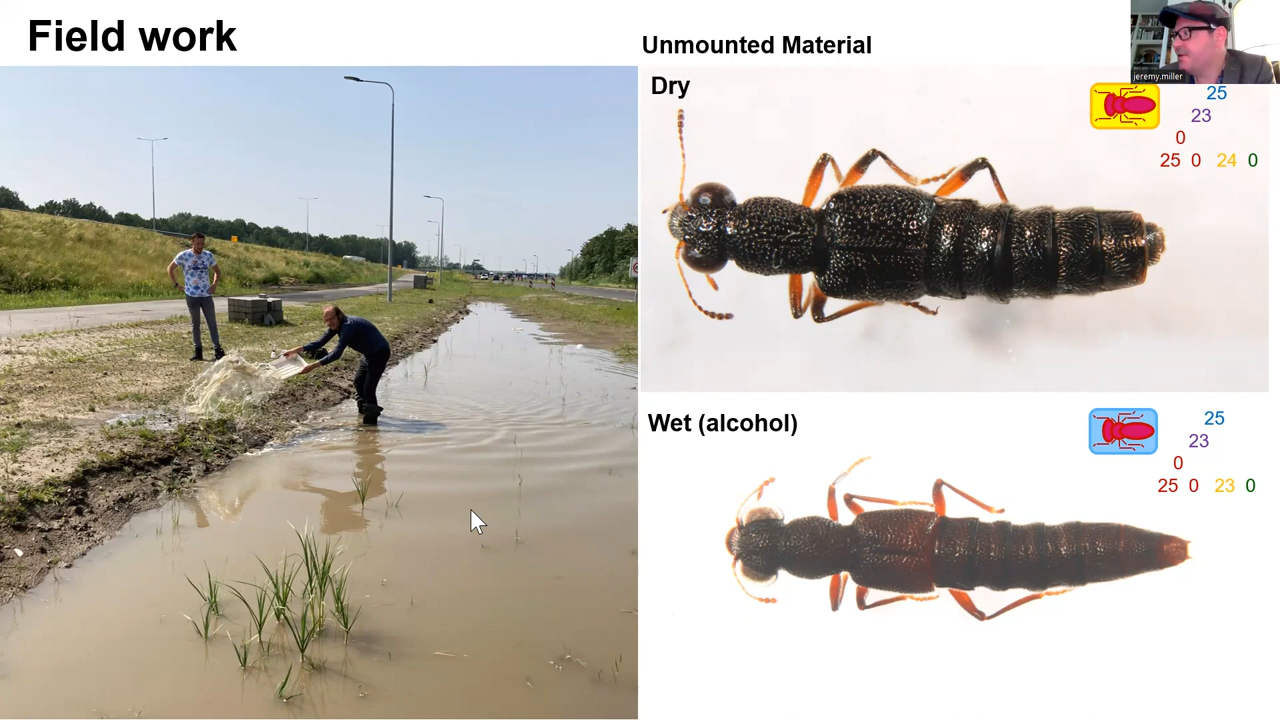 Field work
Unmounted Material
jeremy.miller
Dry
25
23
0
25 0 24 0
Wet (alcohol)
25
23
0
25 0 23 0